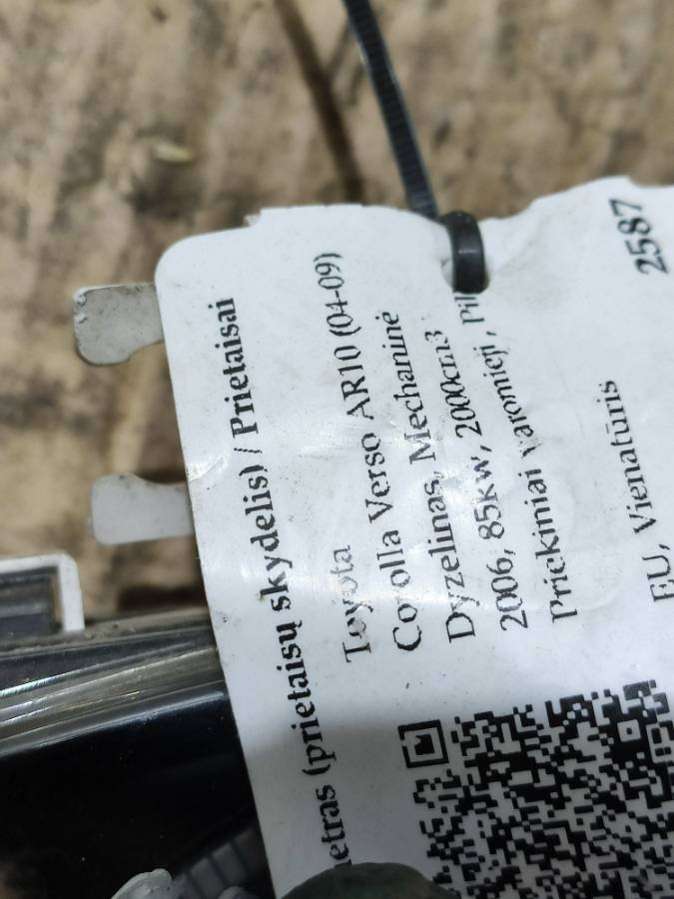 etras (prietaisų skydelis) / Prietaisai
Toyota
Corolla Verso AR10 (04-09)
Dyzelinas, Mechaninė
2006, 85kw, 2000cm3
Priekiniai varomieji,
EU, Vienatūris
2587